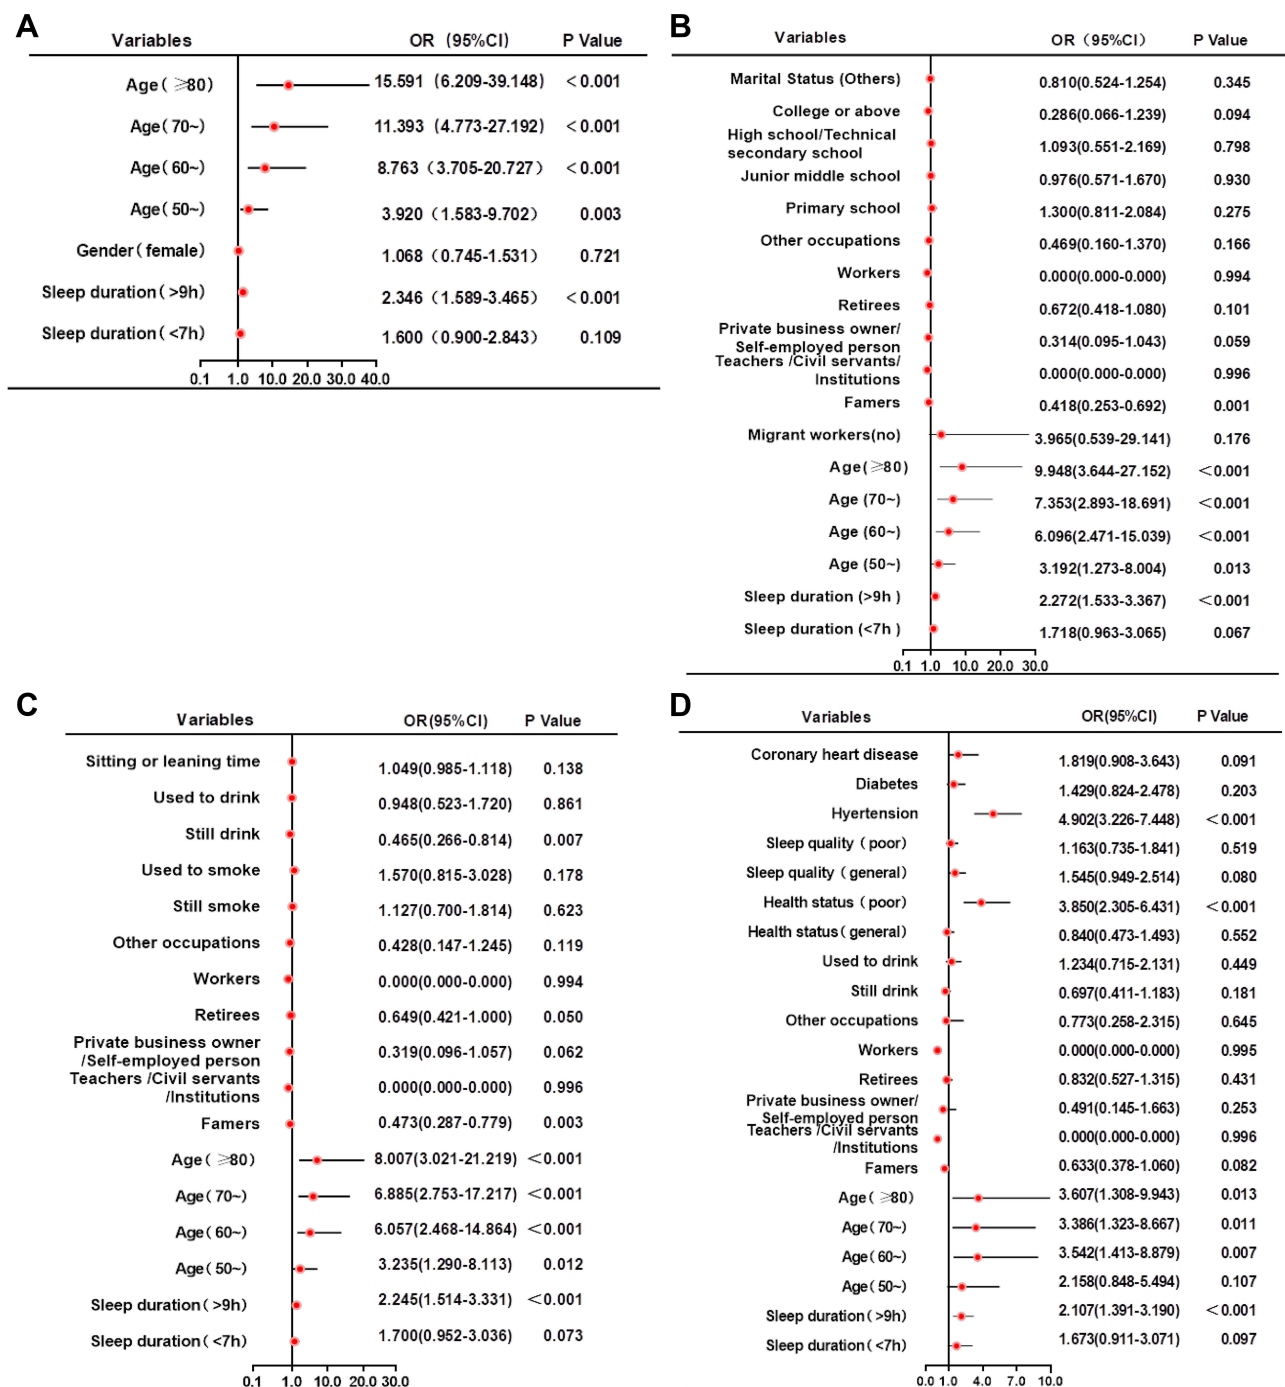 A
Variables OR (95%CI) P Value
Age( ≥80) 15.591 (6.209-39.148) <0.001
Age(70~) 11.393 (4.773-27.192) <0.001
Age(60~) 8.763 (3.705-20.727) <0.001
Age(50~) 3.920 (1.583-9.702) 0.003
Gender(female) 1.068 (0.745-1.531) 0.721
Sleep duration(>9h) 2.346 (1.589-3.465) <0.001
Sleep duration(<7h) 1.600 (0.900-2.843) 0.109
0.1 1.0 10.0 20.0 30.0 40.0
B
Variables OR (95%CI) P Value
Marital Status (Others) 0.810(0.524-1.254) 0.345
College or above 0.286(0.066-1.239) 0.094
High school/Technical
secondary school 1.093(0.551-2.169) 0.798
Junior middle school 0.976(0.571-1.670) 0.930
Primary school 1.300(0.811-2.084) 0.275
Other occupations 0.469(0.160-1.370) 0.166
Workers 0.000(0.000-0.000) 0.994
Retirees 0.672(0.418-1.080) 0.101
Private business owner/
Self-employed person 0.314(0.095-1.043) 0.059
Teachers /Civil servants/
Institutions 0.000(0.000-0.000) 0.996
Famers 0.418(0.253-0.692) 0.001
Migrant workers(no) 3.965(0.539-29.141) 0.176
Age(≥80) 9.948(3.644-27.152) <0.001
Age (70~) 7.353(2.893-18.691) <0.001
Age (60~) 6.096(2.471-15.039) <0.001
Age (50~) 3.192(1.273-8.004) 0.013
Sleep duration (>9h ) 2.272(1.533-3.367) <0.001
Sleep duration (<7h ) 1.718(0.963-3.065) 0.067
0.1 1.0 10.0 20.0 30.0
C
Variables OR(95%CI) P Value
Sitting or leaning time 1.049(0.985-1.118) 0.138
Used to drink 0.948(0.523-1.720) 0.861
Still drink 0.465(0.266-0.814) 0.007
Used to smoke 1.570(0.815-3.028) 0.178
Still smoke 1.127(0.700-1.814) 0.623
Other occupations 0.428(0.147-1.245) 0.119
Workers 0.000(0.000-0.000) 0.994
Retirees 0.649(0.421-1.000) 0.050
Private business owner
/Self-employed person 0.319(0.096-1.057) 0.062
Teachers /Civil servants
/Institutions 0.000(0.000-0.000) 0.996
Famers 0.473(0.287-0.779) 0.003
Age( ≥80) 8.007(3.021-21.219) <0.001
Age(70~) 6.885(2.753-17.217) <0.001
Age(60~) 6.057(2.468-14.864) <0.001
Age(50~) 3.235(1.290-8.113) 0.012
Sleep duration(>9h) 2.245(1.514-3.331) <0.001
Sleep duration(<7h) 1.700(0.952-3.036) 0.073
0.1 1.0 10.0 20.0 30.0
D
Variables OR(95%CI) P Value
Coronary heart disease 1.819(0.908-3.643) 0.091
Diabetes 1.429(0.824-2.478) 0.203
Hyertension 4.902(3.226-7.448) <0.001
Sleep quality(poor) 1.163(0.735-1.841) 0.519
Sleep quality(general) 1.545(0.949-2.514) 0.080
Health status(poor) 3.850(2.305-6.431) <0.001
Health status(general) 0.840(0.473-1.493) 0.552
Used to drink 1.234(0.715-2.131) 0.449
Still drink 0.697(0.411-1.183) 0.181
Other occupations 0.773(0.258-2.315) 0.645
Workers 0.000(0.000-0.000) 0.995
Retirees 0.832(0.527-1.315) 0.431
Private business owner/
Self-employed person 0.491(0.145-1.663) 0.253
Teachers /Civil servants
/Institutions 0.000(0.000-0.000) 0.996
Famers 0.633(0.378-1.060) 0.082
Age( ≥80) 3.607(1.308-9.943) 0.013
Age(70~) 3.386(1.323-8.667) 0.011
Age(60~) 3.542(1.413-8.879) 0.007
Age(50~) 2.158(0.848-5.494) 0.107
Sleep duration(>9h) 2.107(1.391-3.190) <0.001
Sleep duration(<7h) 1.673(0.911-3.071) 0.097
0.0 1.0 4.0 7.0 10.0